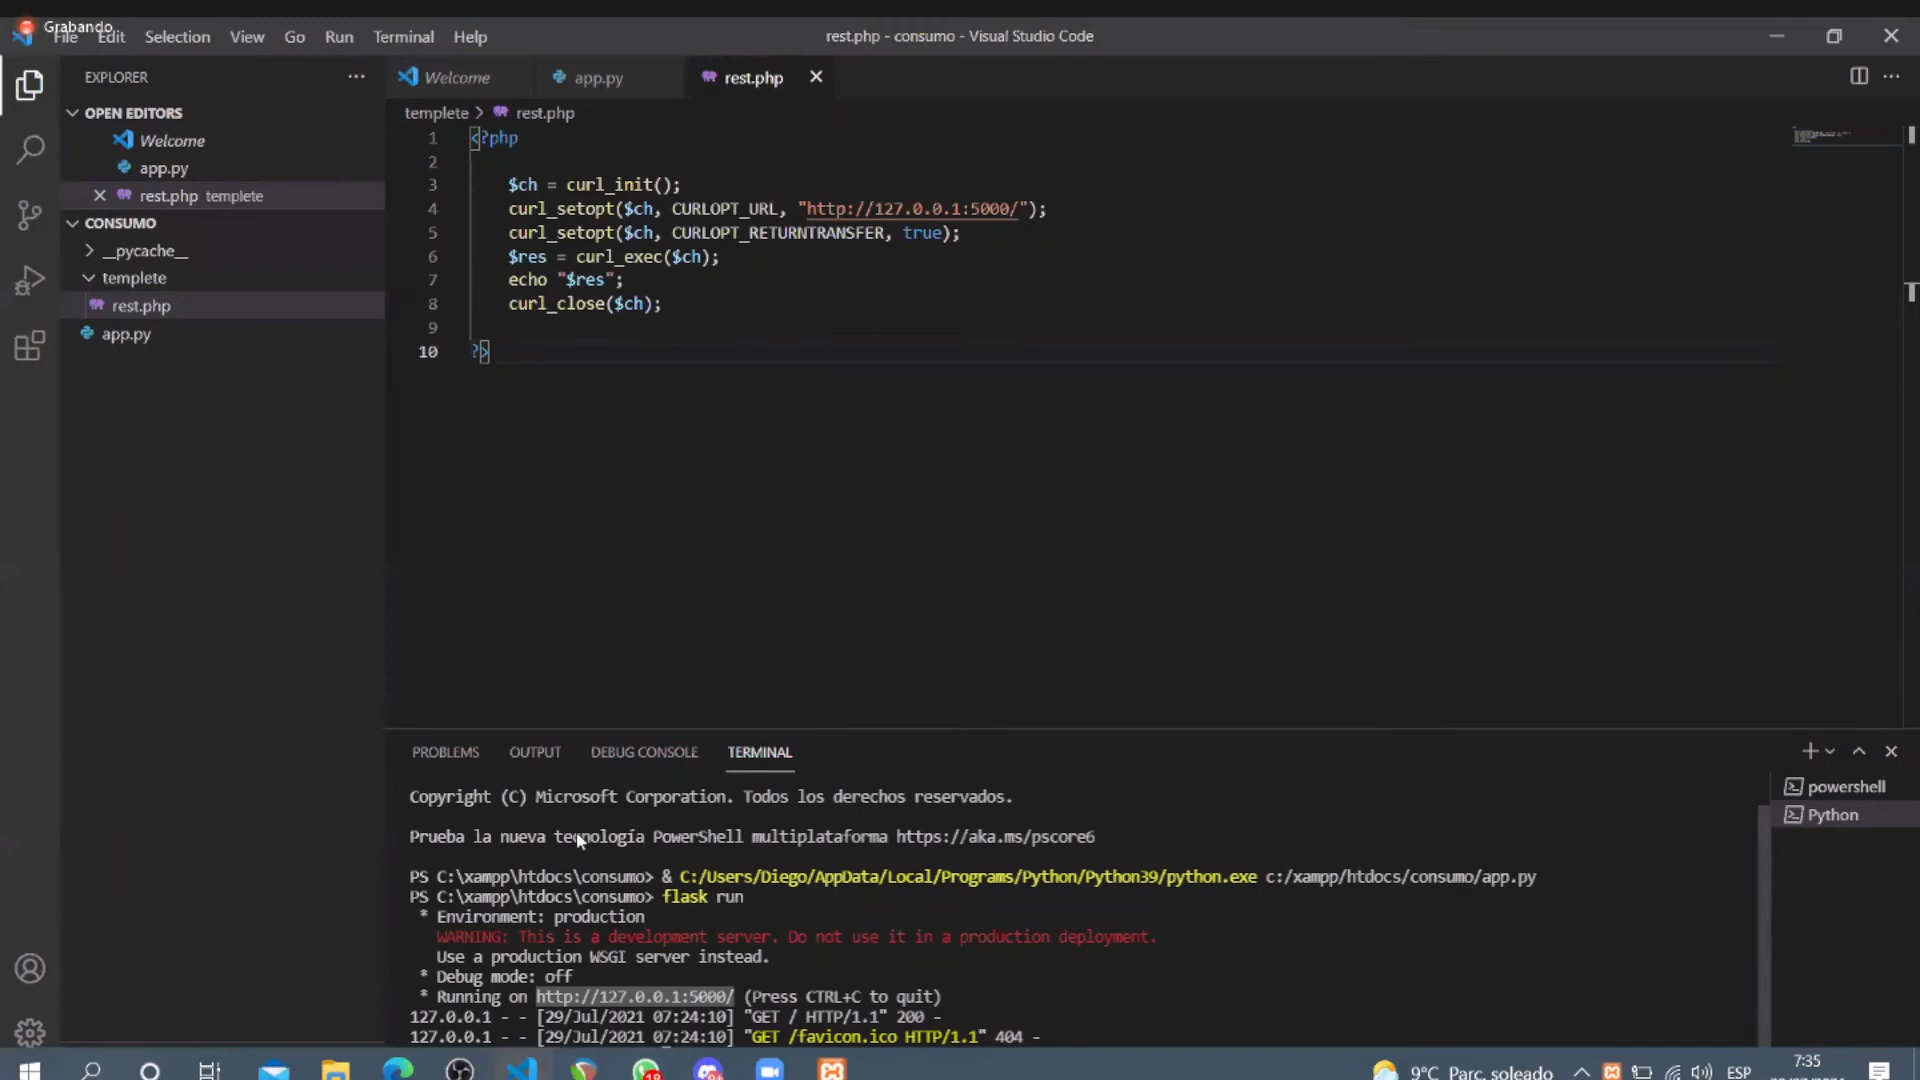 Grabando
File Edit Selection View Go Run Terminal Help
rest.php - consumo - Visual Studio Code
EXPLORER
Welcome
app.py
rest.php
OPEN EDITORS
Welcome
app.py
rest.php templete
CONSUMO
__pycache__
templete
rest.php
app.py
templete > rest.php
1 <?php
2
3 $ch = curl_init();
4 curl_setopt($ch, CURLOPT_URL, "http://127.0.0.1:5000/");
5 curl_setopt($ch, CURLOPT_RETURNTRANSFER, true);
6 $res = curl_exec($ch);
7 echo "$res";
8 curl_close($ch);
9
10 ?>
PROBLEMS OUTPUT DEBUG CONSOLE TERMINAL
powershell
Python
Copyright (C) Microsoft Corporation. Todos los derechos reservados.
Prueba la nueva tecnología PowerShell multiplataforma https://aka.ms/pscore6
PS C:\xampp\htdocs\consumo> & C:/Users/Diego/AppData/Local/Programs/Python/Python39/python.exe c:/xampp/htdocs/consumo/app.py
PS C:\xampp\htdocs\consumo> flask run
* Environment: production
WARNING: This is a development server. Do not use it in a production deployment.
Use a production WSGI server instead.
* Debug mode: off
* Running on http://127.0.0.1:5000/ (Press CTRL+C to quit)
127.0.0.1 - - [29/Jul/2021 07:24:10] "GET / HTTP/1.1" 200 -
127.0.0.1 - - [29/Jul/2021 07:24:10] "GET /favicon.ico HTTP/1.1" 404 -
9°C Parc. soleado
ESP
7:35